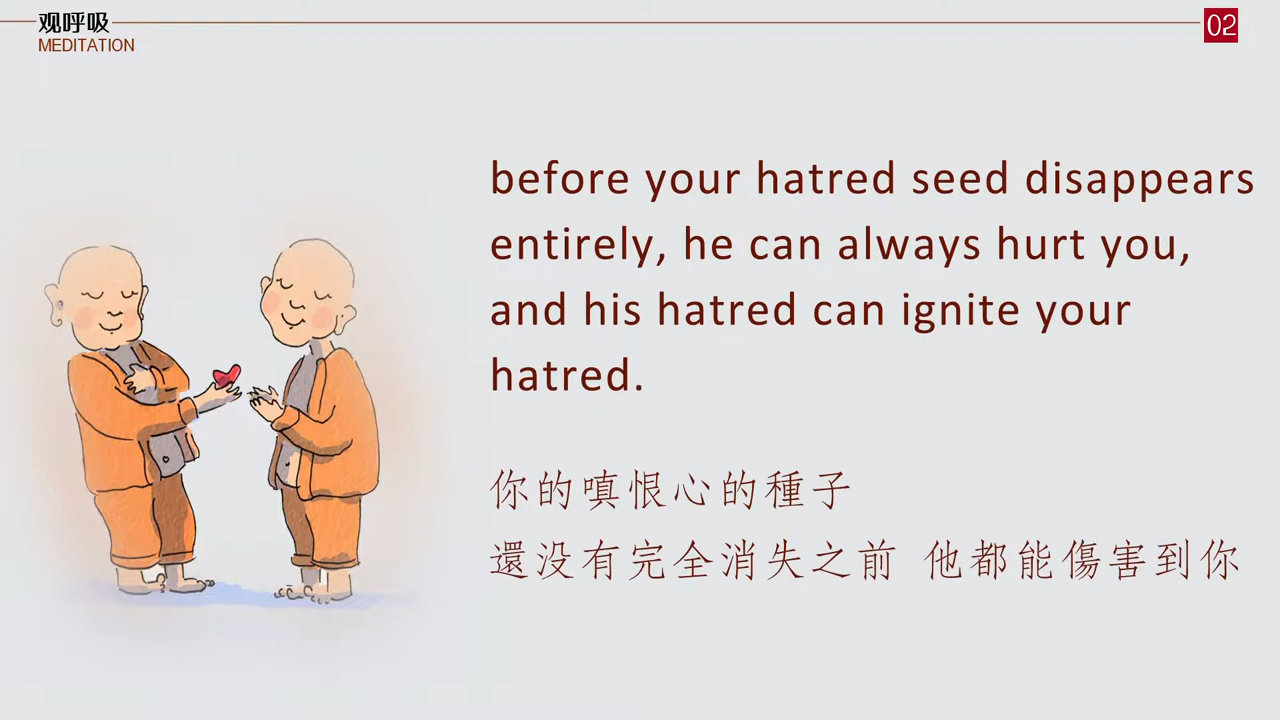 观呼吸
MEDITATION
02
before your hatred seed disappears
entirely, he can always hurt you,
and his hatred can ignite your
hatred.
你的嗔恨心的種子
還没有完全消失之前 他都能傷害到你